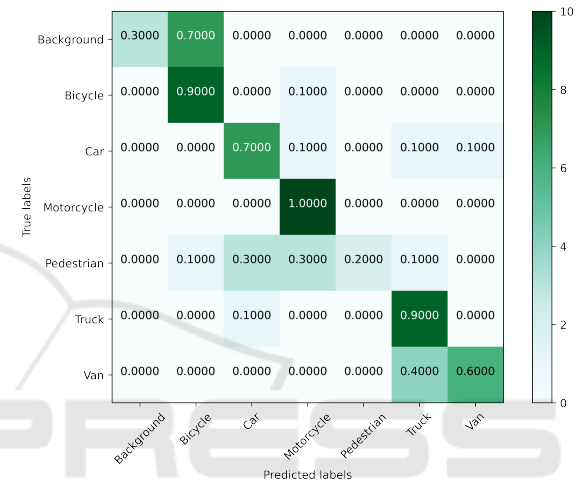 Background 0.3000 0.7000 0.0000 0.0000 0.0000 0.0000 0.0000
Bicycle 0.0000 0.9000 0.0000 0.1000 0.0000 0.0000 0.0000
Car 0.0000 0.0000 0.7000 0.1000 0.0000 0.1000 0.1000
Motorcycle 0.0000 0.0000 0.0000 1.0000 0.0000 0.0000 0.0000
Pedestrian 0.0000 0.1000 0.3000 0.3000 0.2000 0.1000 0.0000
Truck 0.0000 0.0000 0.1000 0.0000 0.0000 0.9000 0.0000
Van 0.0000 0.0000 0.0000 0.0000 0.0000 0.4000 0.6000
Background Bicycle Car Motorcycle Pedestrian Truck Van
Predicted labels
True labels
10
8
6
4
2
0
PRESS